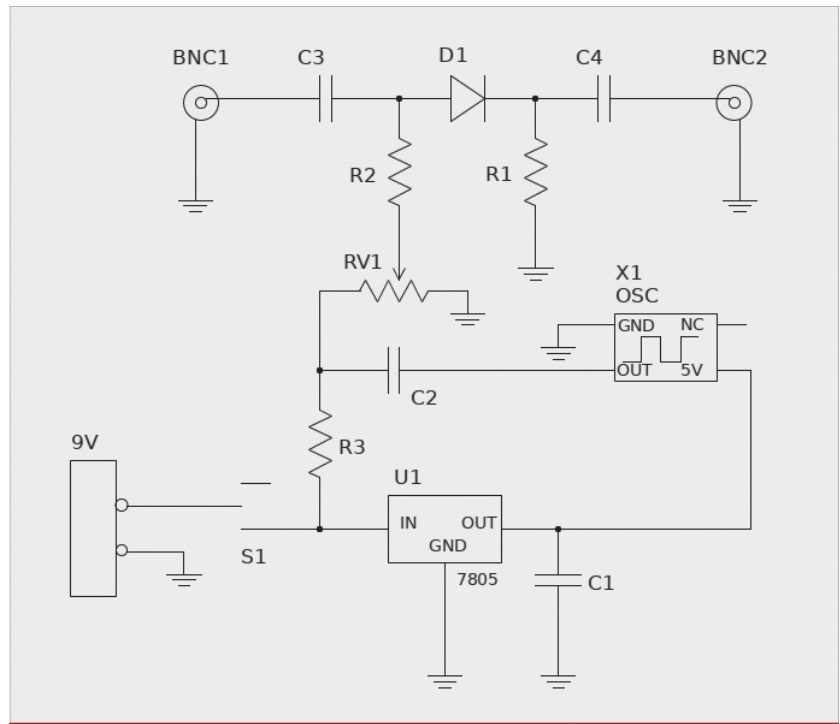 BNC1
C3
D1
C4
BNC2
R2
R1
RV1
X1
OSC
GND NC
OUT 5V
C2
9V
R3
U1
IN OUT
GND
S1
7805
C1